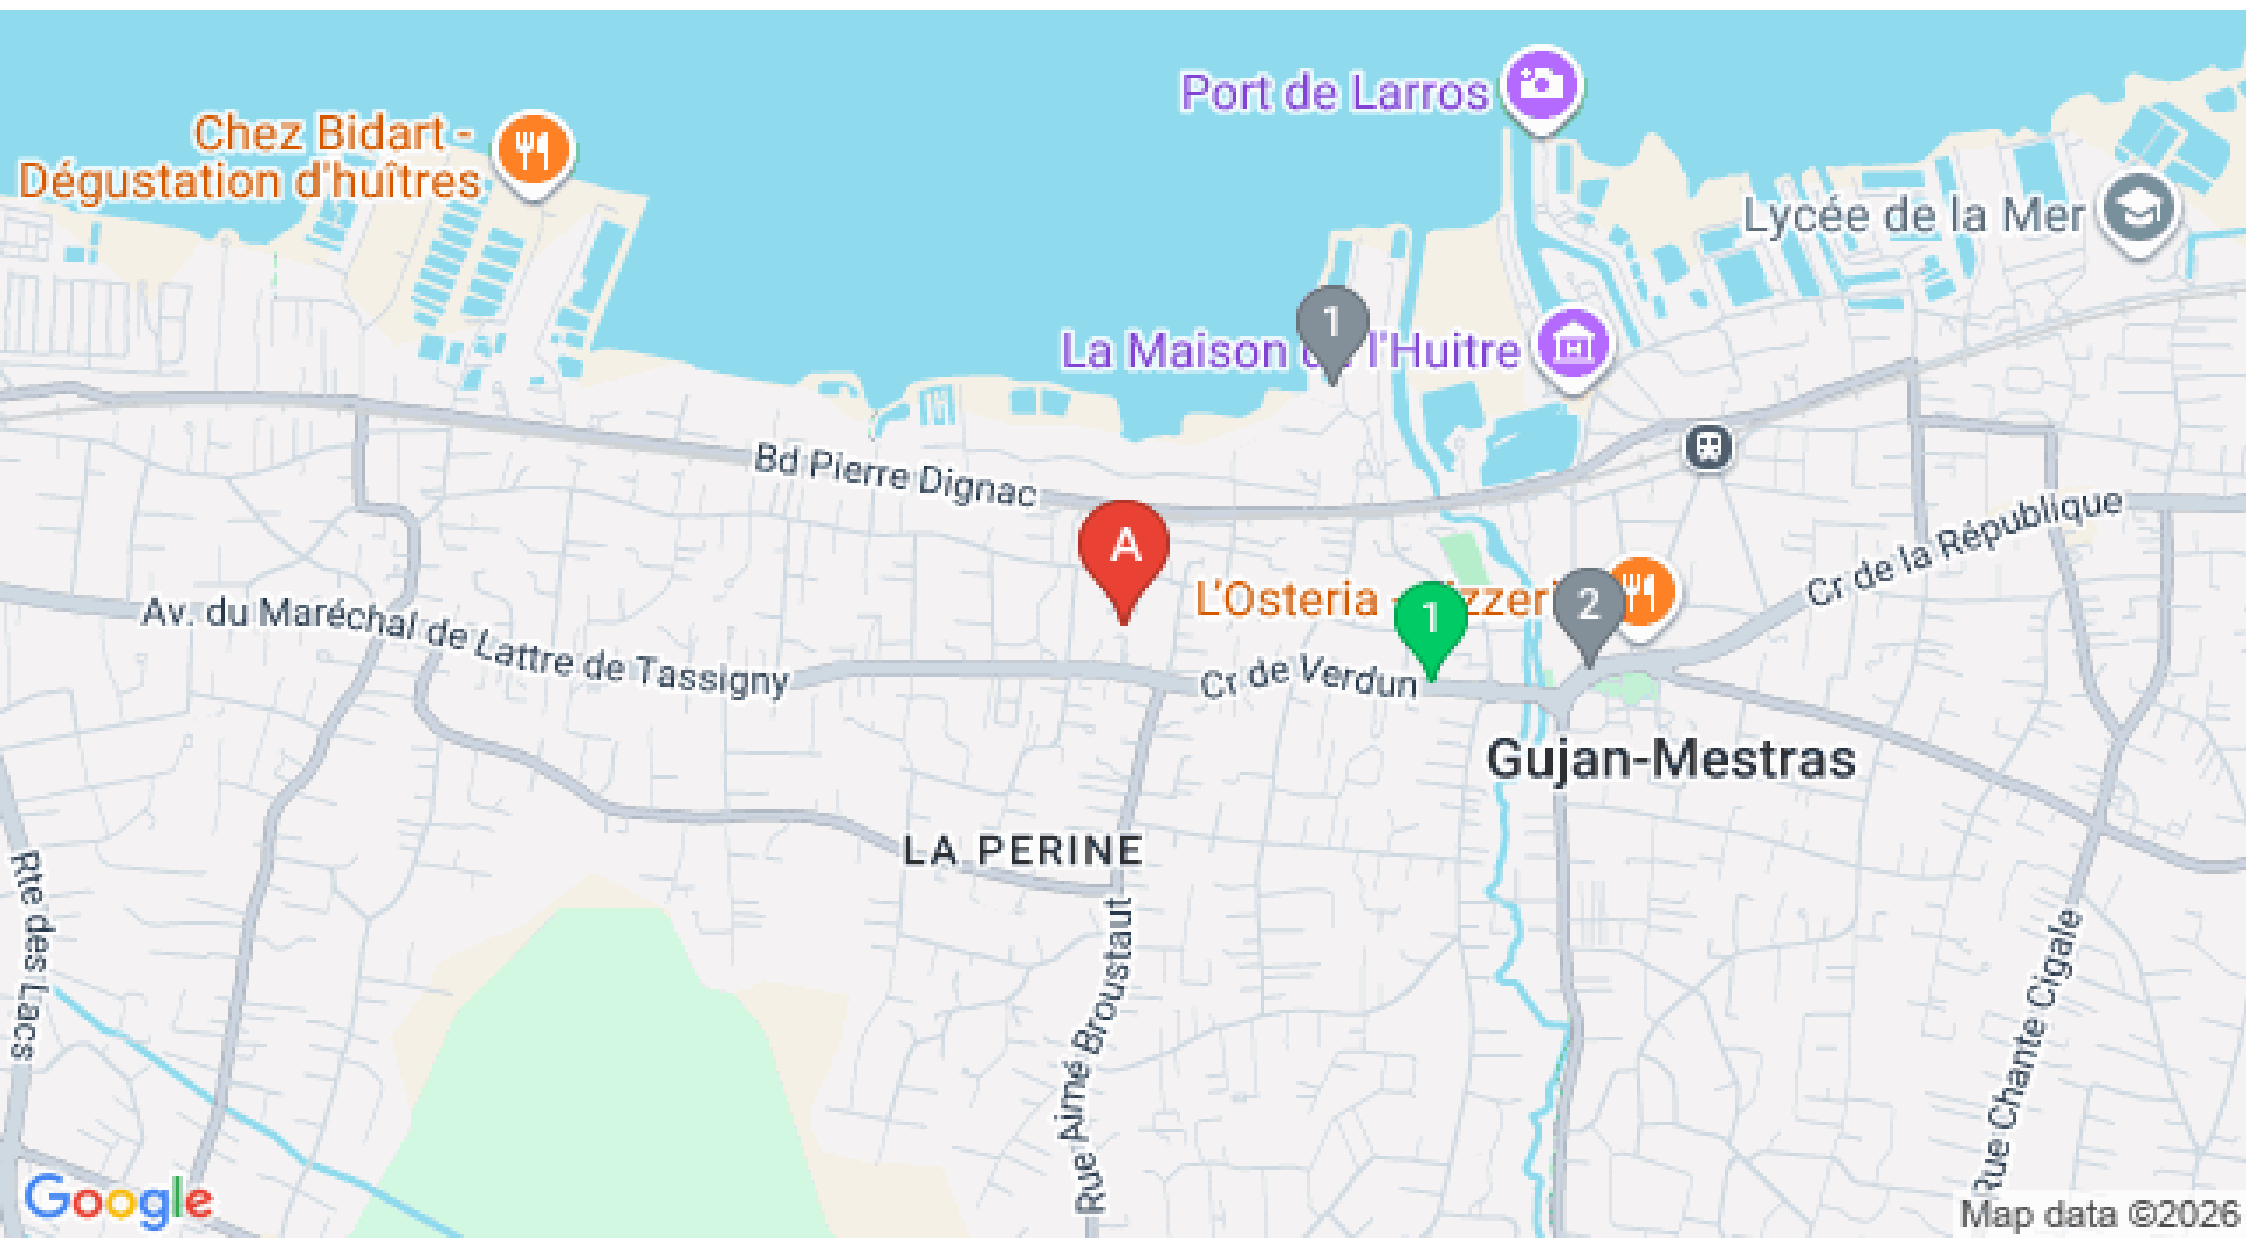 Port de Larros
Chez Bidart -
Dégustation d'huîtres
Lycée de la Mer
1
La Maison l'Huitre
Bd Pierre Dignac
A
Cr de la République
L'Osteria -
1
2
Av. du Maréchal de Lattre de Tassigny
Cr de Verdun
Gujan-Mestras
LA PERINE
Rte des Lacs
Rue Aimé Broustaut
Rue Chante Cigale
Google
Map data ©2026